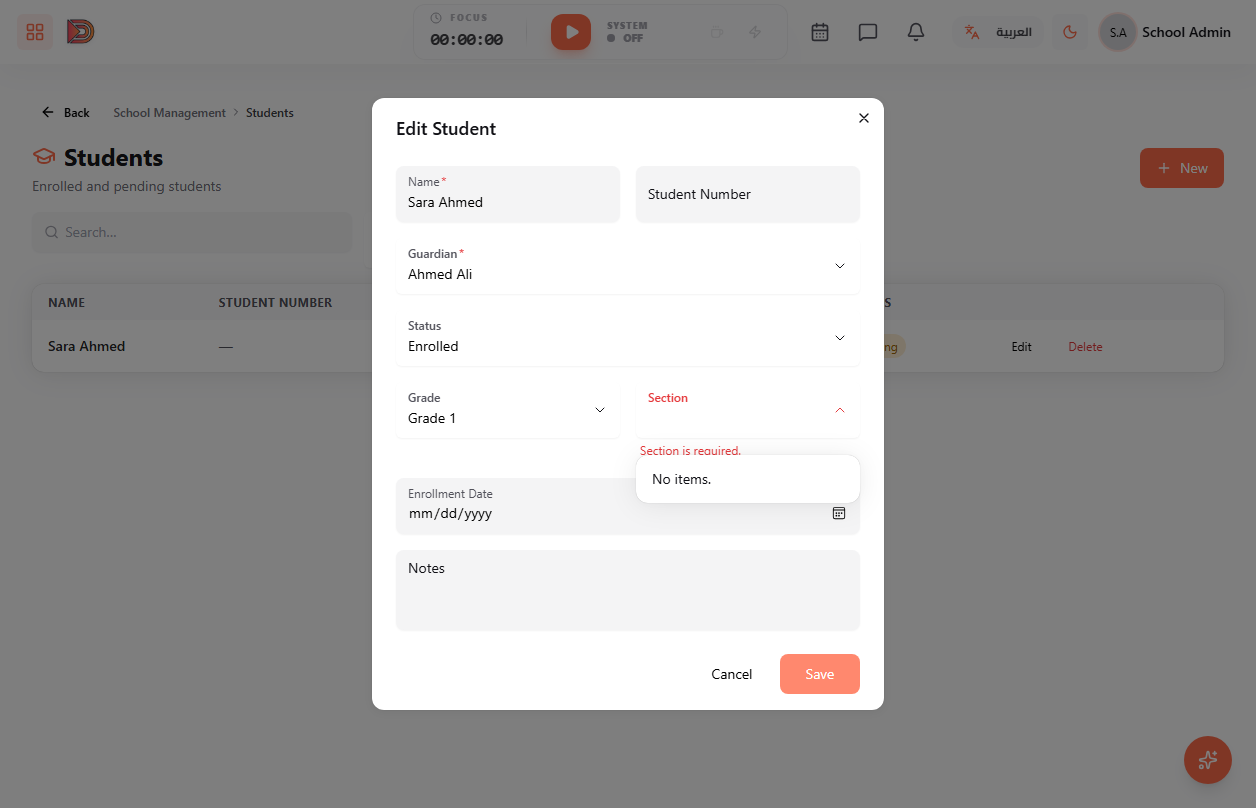 FOCUS
00:00:00
SYSTEM
OFF
العربية
S.A
School Admin
Back
School Management
Students
Students
Enrolled and pending students
New
Search...
NAME
STUDENT NUMBER
Sara Ahmed
—
Edit
Delete
Edit Student
Name*
Sara Ahmed
Student Number
Guardian*
Ahmed Ali
Status
Enrolled
Grade
Grade 1
Section
Section is required.
No items.
Enrollment Date
mm/dd/yyyy
Notes
Cancel
Save